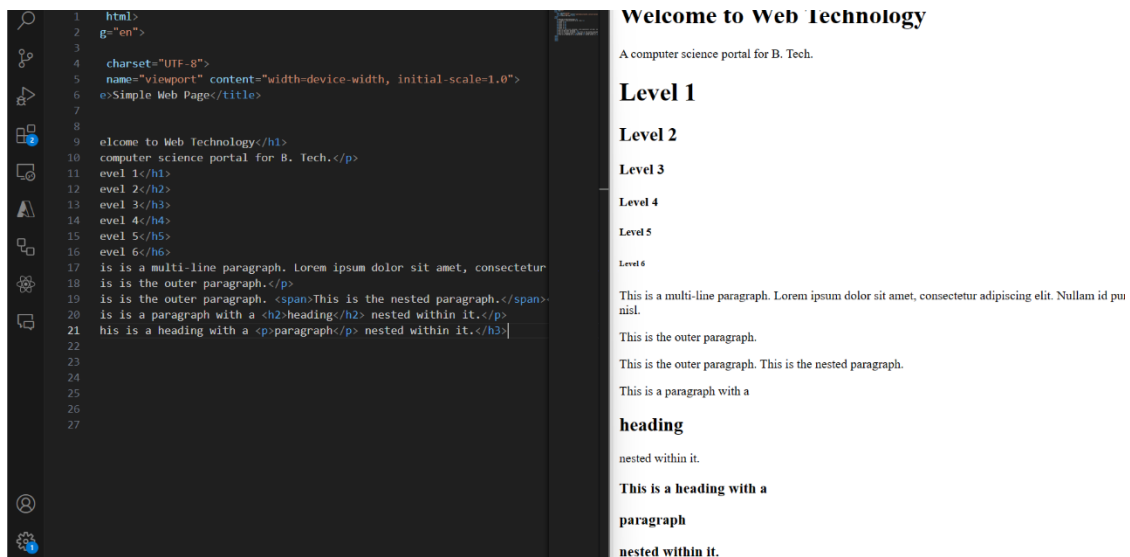 1 html>
2 g="en">
3
4 charset="UTF-8">
5 name="viewport" content="width=device-width, initial-scale=1.0">
6 e>Simple Web Page</title>
7
8
9 elcome to Web Technology</h1>
10 computer science portal for B. Tech.</p>
11 evel 1</h1>
12 evel 2</h2>
13 evel 3</h3>
14 evel 4</h4>
15 evel 5</h5>
16 evel 6</h6>
17 is is a multi-line paragraph. Lorem ipsum dolor sit amet, consectetur
18 is is the outer paragraph.</p>
19 is is the outer paragraph. <span>This is the nested paragraph.</span>
20 is is a paragraph with a <h2>heading</h2> nested within it.</p>
21 his is a heading with a <p>paragraph</p> nested within it.</h3>
22
23
24
25
26
27
2
1
Welcome to Web Technology
A computer science portal for B. Tech.
Level 1
Level 2
Level 3
Level 4
Level 5
Level 6
This is a multi-line paragraph. Lorem ipsum dolor sit amet, consectetur adipiscing elit. Nullam id pu
nisl.
This is the outer paragraph.
This is the outer paragraph. This is the nested paragraph.
This is a paragraph with a
heading
nested within it.
This is a heading with a
paragraph
nested within it.